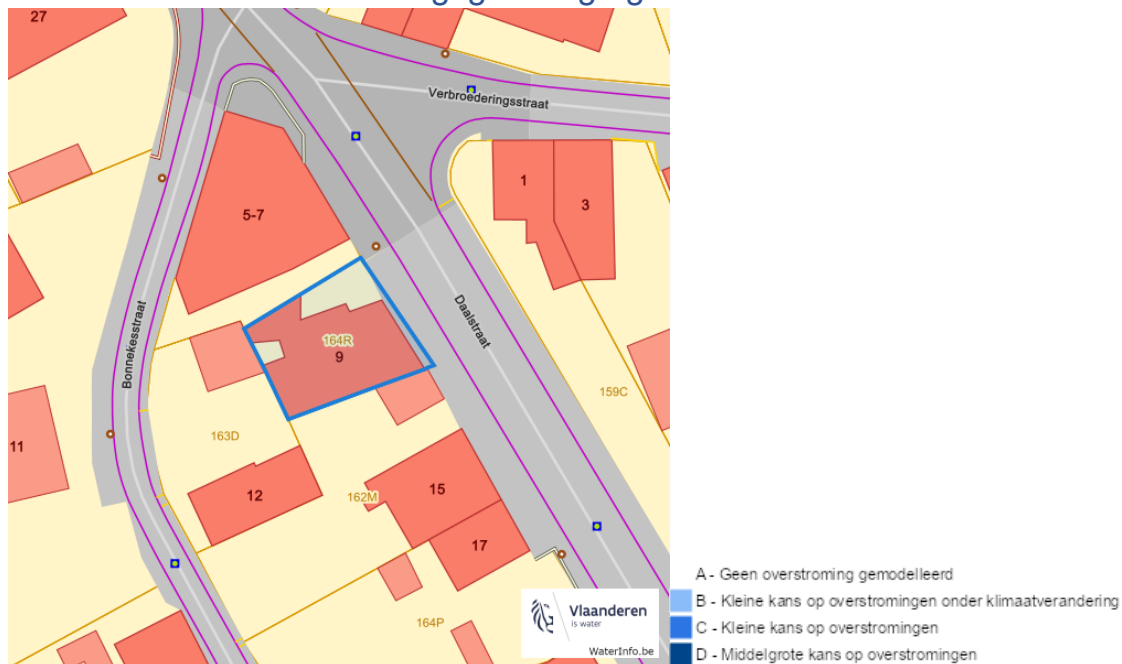 27
Verbroederingsstraat
1
3
5-7
Bonnekesstraat
Daalstraat
164R
9
159C
11
163D
12
162M
15
17
164P
Vlaanderen
is water
WaterInfo.be
A - Geen overstroming gemodelleerd
B - Kleine kans op overstromingen onder klimaatverandering
C - Kleine kans op overstromingen
D - Middelgrote kans op overstromingen